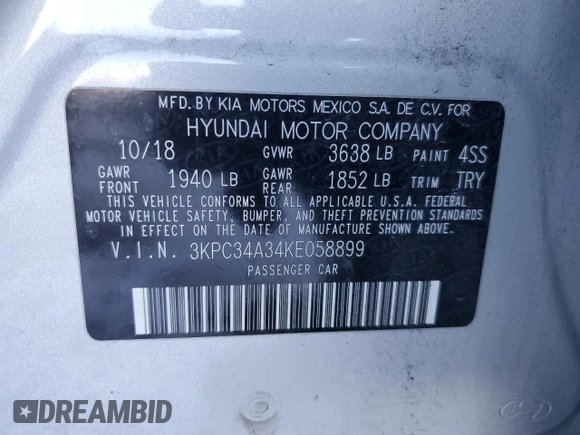 MFD. BY KIA MOTORS MEXICO S.A. DE C.V. FOR
HYUNDAI MOTOR COMPANY
10/18 GVWR 3638 LB PAINT 4SS
GAWR FRONT 1940 LB GAWR REAR 1852 LB TRIM TRY
THIS VEHICLE CONFORMS TO ALL APPLICABLE U.S.A. FEDERAL
MOTOR VEHICLE SAFETY, BUMPER, AND THEFT PREVENTION STANDARDS
IN EFFECT ON THE DATE OF MANUFACTURE SHOWN ABOVE.
V.I.N. 3KPC34A34KE058899
PASSENGER CAR
DREAMBID